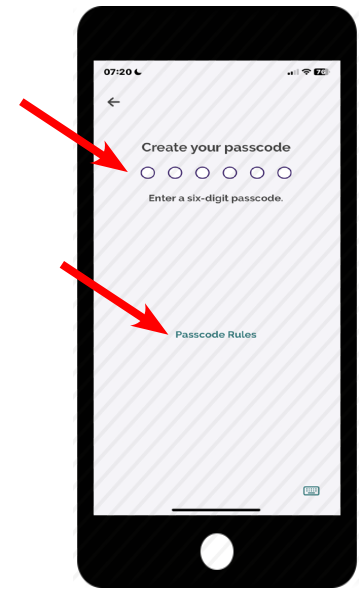 07:20
76
Create your passcode
Enter a six-digit passcode.
Passcode Rules